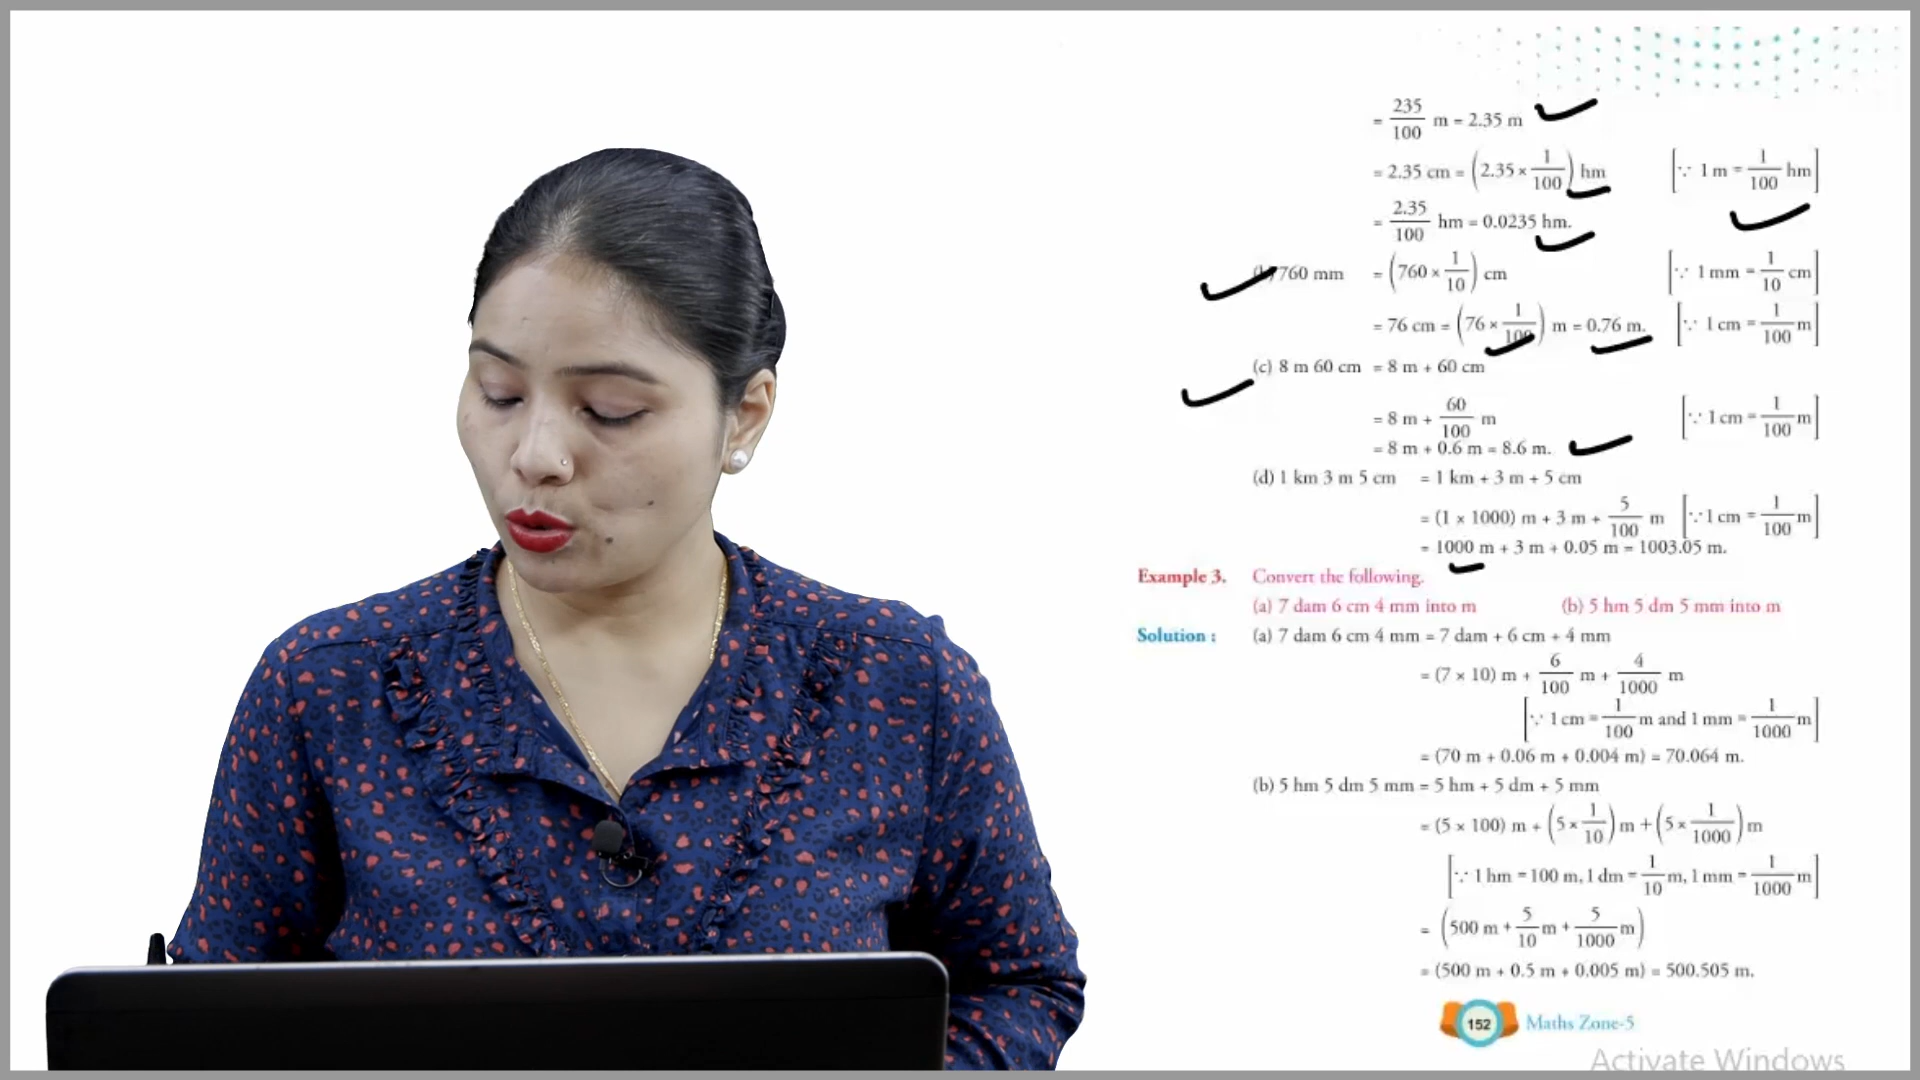 = 235/100 m = 2.35 m
= 2.35 cm = (2.35 × 1/100) hm [∵ 1 m = 1/100 hm]
= 2.35/100 hm = 0.0235 hm.
760 mm = (760 × 1/10) cm [∵ 1 mm = 1/10 cm]
= 76 cm = (76 × 1/100) m = 0.76 m. [∵ 1 cm = 1/100 m]
(c) 8 m 60 cm = 8 m + 60 cm
= 8 m + 60/100 m [∵ 1 cm = 1/100 m]
= 8 m + 0.6 m = 8.6 m.
(d) 1 km 3 m 5 cm = 1 km + 3 m + 5 cm
= (1 × 1000) m + 3 m + 5/100 m [∵ 1 cm = 1/100 m]
= 1000 m + 3 m + 0.05 m = 1003.05 m.
Example 3. Convert the following.
(a) 7 dam 6 cm 4 mm into m (b) 5 hm 5 dm 5 mm into m
Solution : (a) 7 dam 6 cm 4 mm = 7 dam + 6 cm + 4 mm
= (7 × 10) m + 6/100 m + 4/1000 m
[∵ 1 cm = 1/100 m and 1 mm = 1/1000 m]
= (70 m + 0.06 m + 0.004 m) = 70.064 m.
(b) 5 hm 5 dm 5 mm = 5 hm + 5 dm + 5 mm
= (5 × 100) m + (5 × 1/10) m + (5 × 1/1000) m
[∵ 1 hm = 100 m, 1 dm = 1/10 m, 1 mm = 1/1000 m]
= (500 m + 5/10 m + 5/1000 m)
= (500 m + 0.5 m + 0.005 m) = 500.505 m.
152 Maths Zone-5
Activate Windows